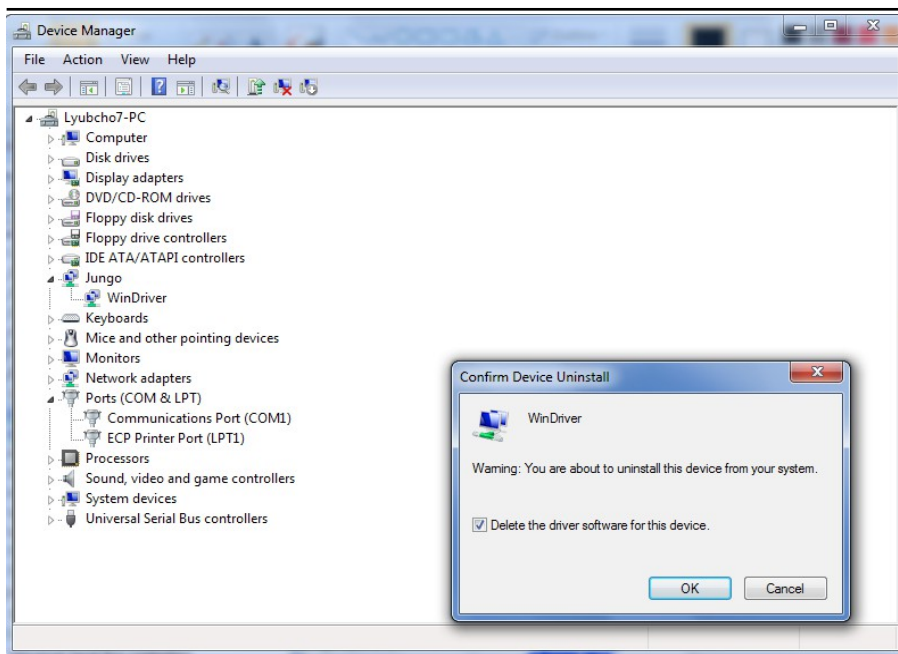 Device Manager
File Action View Help
Lyubcho7-PC
Computer
Disk drives
Display adapters
DVD/CD-ROM drives
Floppy disk drives
Floppy drive controllers
IDE ATA/ATAPI controllers
Jungo
WinDriver
Keyboards
Mice and other pointing devices
Monitors
Network adapters
Ports (COM & LPT)
Communications Port (COM1)
ECP Printer Port (LPT1)
Processors
Sound, video and game controllers
System devices
Universal Serial Bus controllers
Confirm Device Uninstall
WinDriver
Warning: You are about to uninstall this device from your system.
Delete the driver software for this device.
OK Cancel